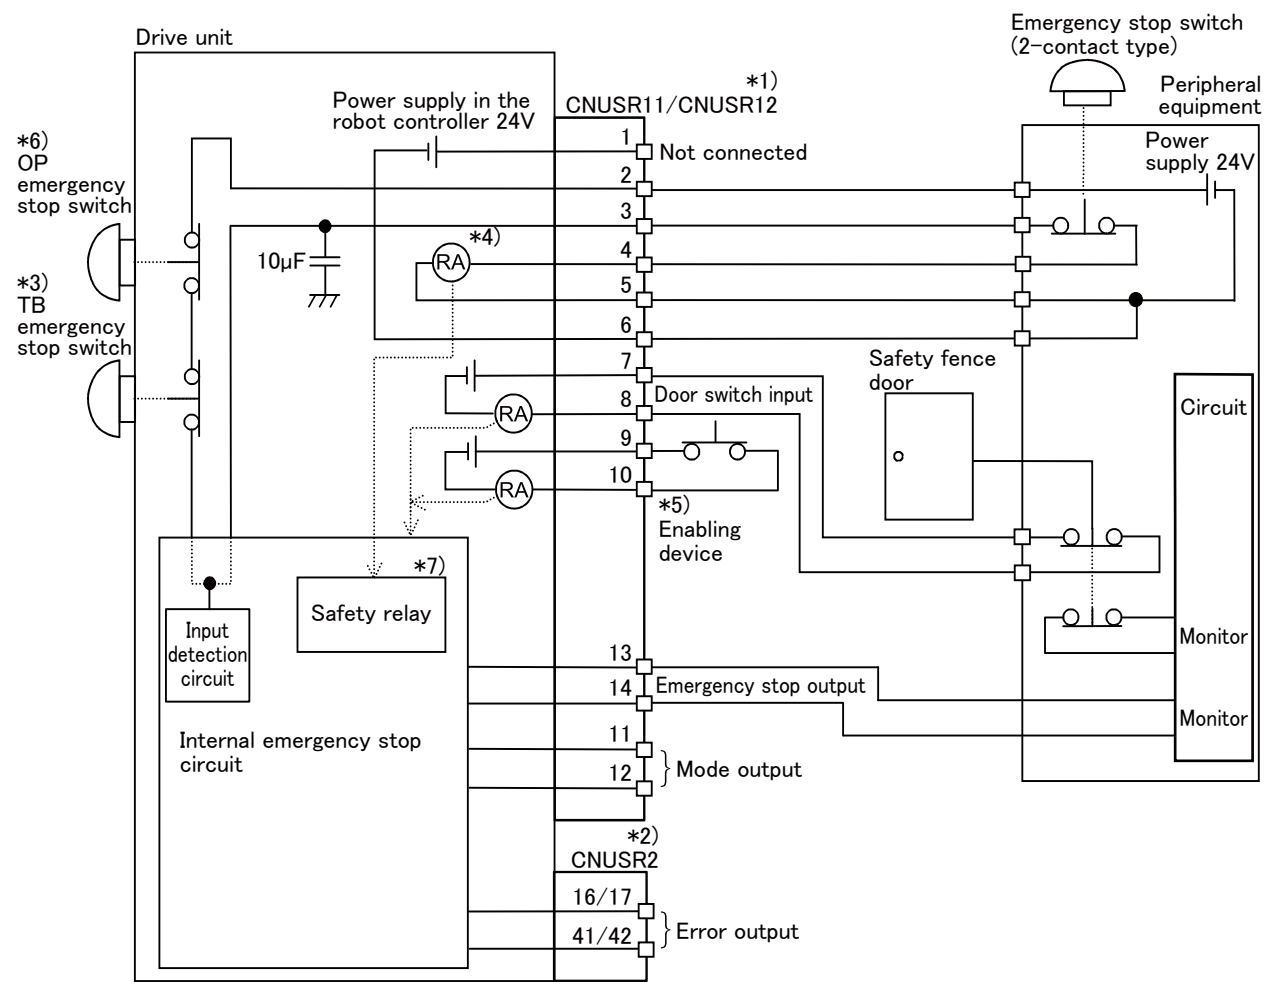 Drive unit
Emergency stop switch
(2-contact type)
*1)
CNUSR11/CNUSR12
Peripheral
equipment
Power supply in the
robot controller 24V
Power
supply 24V
*6)
OP
emergency
stop switch
1
Not connected
2
3
*4)
RA
4
10µF
*3)
TB
emergency
stop switch
5
6
7
Door switch input
Safety fence
door
RA
8
Circuit
9
RA
10
*5)
Enabling
device
*7)
Safety relay
Input
detection
circuit
Monitor
13
Emergency stop output
14
Monitor
Internal emergency stop
circuit
11
12
Mode output
*2)
CNUSR2
16/17
41/42
Error output